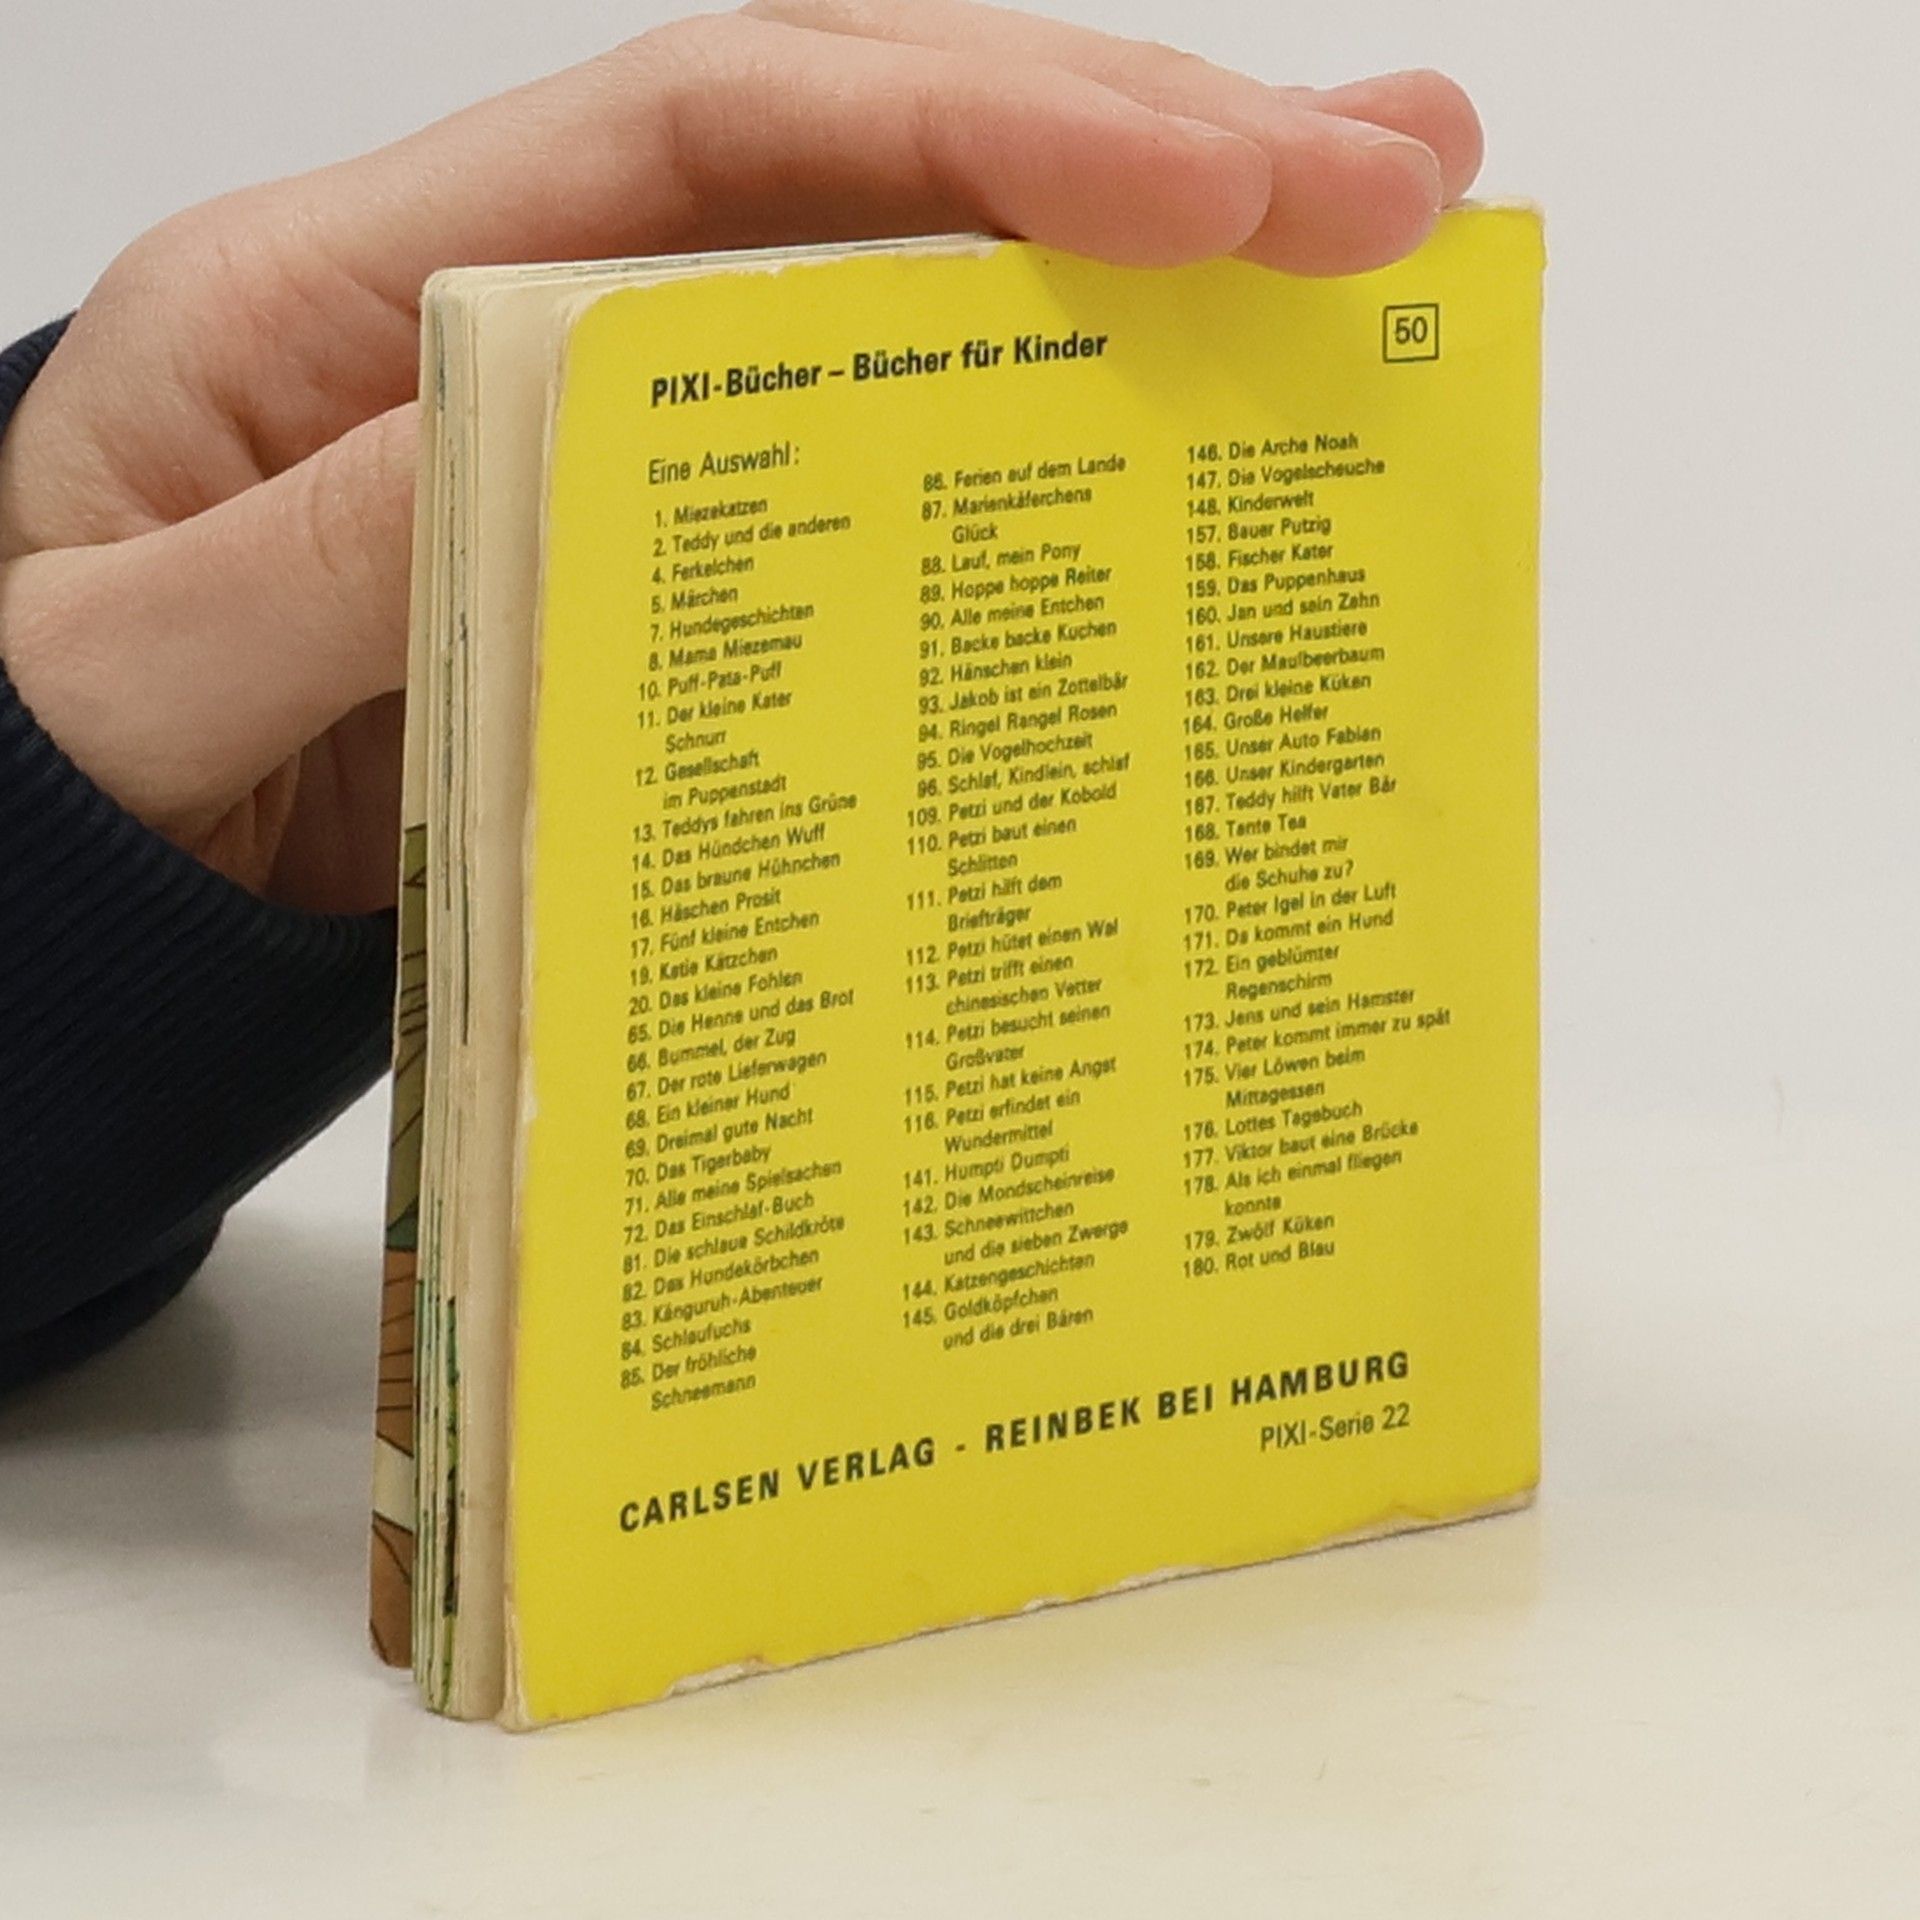 PIXI-Bücher – Bücher für Kinder
50
Eine Auswahl:
1. Miezekatzen
2. Teddy und die anderen
4. Ferkelchen
5. Märchen
7. Hundegeschichten
8. Mama Miezemau
10. Puff-Pata-Puff
11. Der kleine Kater
Schnurr
12. Gesellschaft
im Puppenstadt
13. Teddys fahren ins Grüne
14. Das Hündchen Wuff
15. Das braune Hühnchen
16. Häschen Prosit
17. Fünf kleine Entchen
19. Katie Kätzchen
20. Das kleine Fohlen
65. Die Henne und das Brot
66. Bummel, der Zug
67. Der rote Lieferwagen
68. Ein kleiner Hund
69. Dreimal gute Nacht
70. Das Tigerbaby
71. Alle meine Spielsachen
72. Das Einschlaf-Buch
81. Die schlaue Schildkröte
82. Das Hundekörbchen
83. Känguruh-Abenteuer
84. Schlaufuchs
85. Der fröhliche
Schneemann
86. Ferien auf dem Lande
87. Marienkäferchens
Glück
88. Lauf, mein Pony
89. Hoppe hoppe Reiter
90. Alle meine Entchen
91. Backe backe Kuchen
92. Hänschen klein
93. Jakob ist ein Zottelbär
94. Ringel Rangel Rosen
95. Die Vogelhochzeit
96. Schlaf, Kindlein, schlaf
109. Petzi und der Kobold
110. Petzi baut einen
Schlitten
111. Petzi hilft dem
Briefträger
112. Petzi hütet einen Wal
113. Petzi trifft einen
chinesischen Vetter
114. Petzi besucht seinen
Großvater
115. Petzi hat keine Angst
116. Petzi erfindet ein
Wundermittel
141. Humpti Dumpti
142. Die Mondscheinreise
143. Schneewittchen
und die sieben Zwerge
144. Katzengeschichten
145. Goldköpfchen
und die drei Bären
146. Die Arche Noah
147. Die Vogelscheuche
148. Kinderwelt
157. Bauer Putzig
158. Fischer Kater
159. Das Puppenhaus
160. Jan und sein Zahn
161. Unsere Haustiere
162. Der Maulbeerbaum
163. Drei kleine Küken
164. Große Helfer
165. Unser Auto Fabian
166. Unser Kindergarten
167. Teddy hilft Vater Bär
168. Tante Tea
169. Wer bindet mir
die Schuhe zu?
170. Peter Igel in der Luft
171. Da kommt ein Hund
172. Ein geblümter
Regenschirm
173. Jens und sein Hamster
174. Peter kommt immer zu spät
175. Vier Löwen beim
Mittagessen
176. Lottes Tagebuch
177. Viktor baut eine Brücke
178. Als ich einmal fliegen
konnte
179. Zwölf Küken
180. Rot und Blau
CARLSEN VERLAG - REINBEK BEI HAMBURG
PIXI-Serie 22